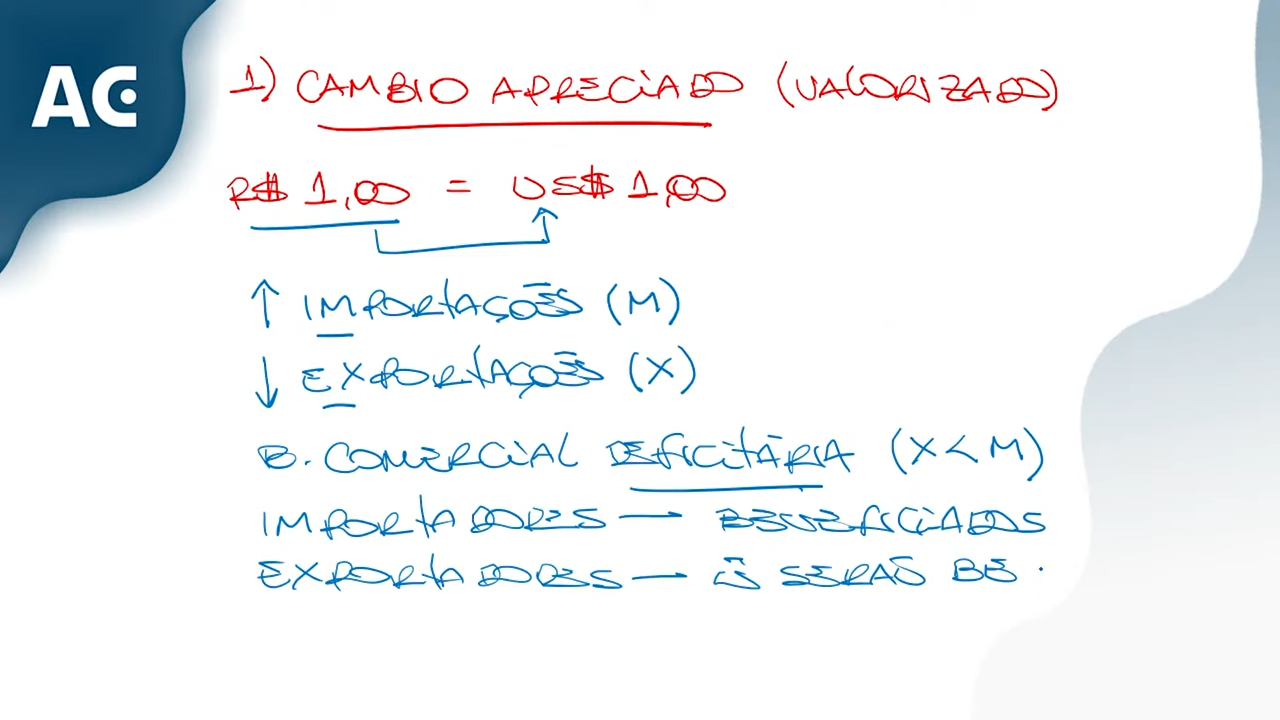 AC
1) CAMBIO APRECIADO (VALORIZADO)
R$ 1,00 = US$ 1,00
↑ IMPORTAÇÕES (M)
↓ EXPORTAÇÕES (X)
B. COMERCIAL DEFICITÁRIA (X < M)
IMPORTADORES → BENEFICIADOS
EXPORTADORES → Ñ SERÃO BE